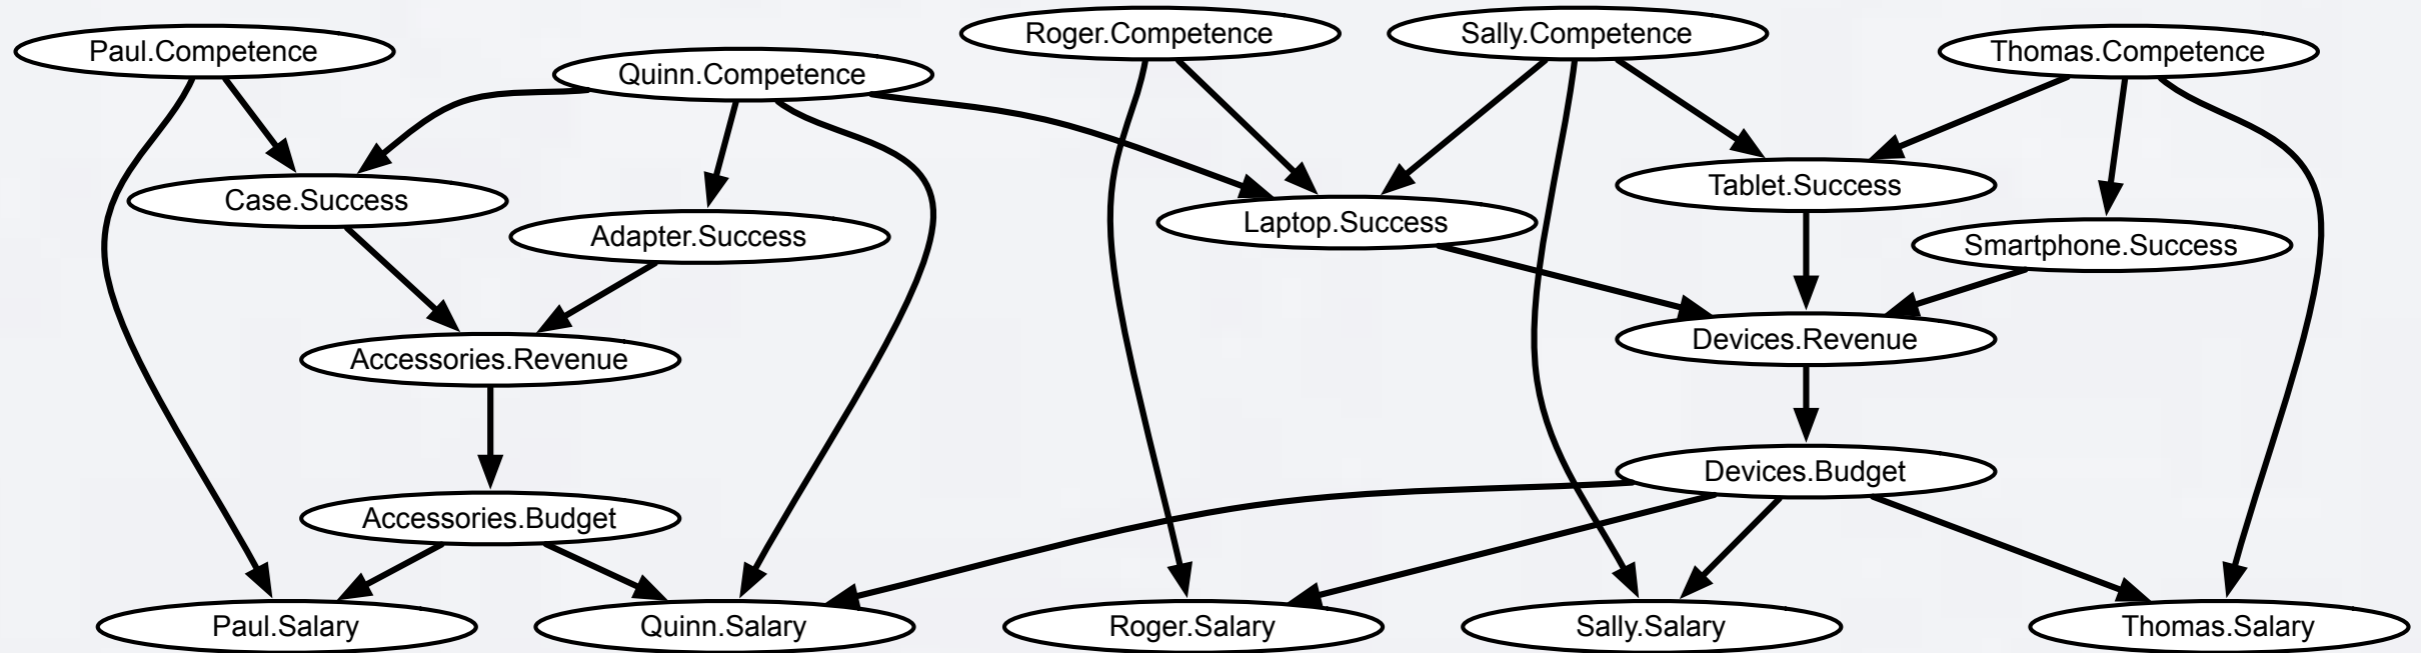 Paul.Competence
Quinn.Competence
Roger.Competence
Sally.Competence
Thomas.Competence
Case.Success
Adapter.Success
Laptop.Success
Tablet.Success
Smartphone.Success
Accessories.Revenue
Devices.Revenue
Accessories.Budget
Devices.Budget
Paul.Salary
Quinn.Salary
Roger.Salary
Sally.Salary
Thomas.Salary